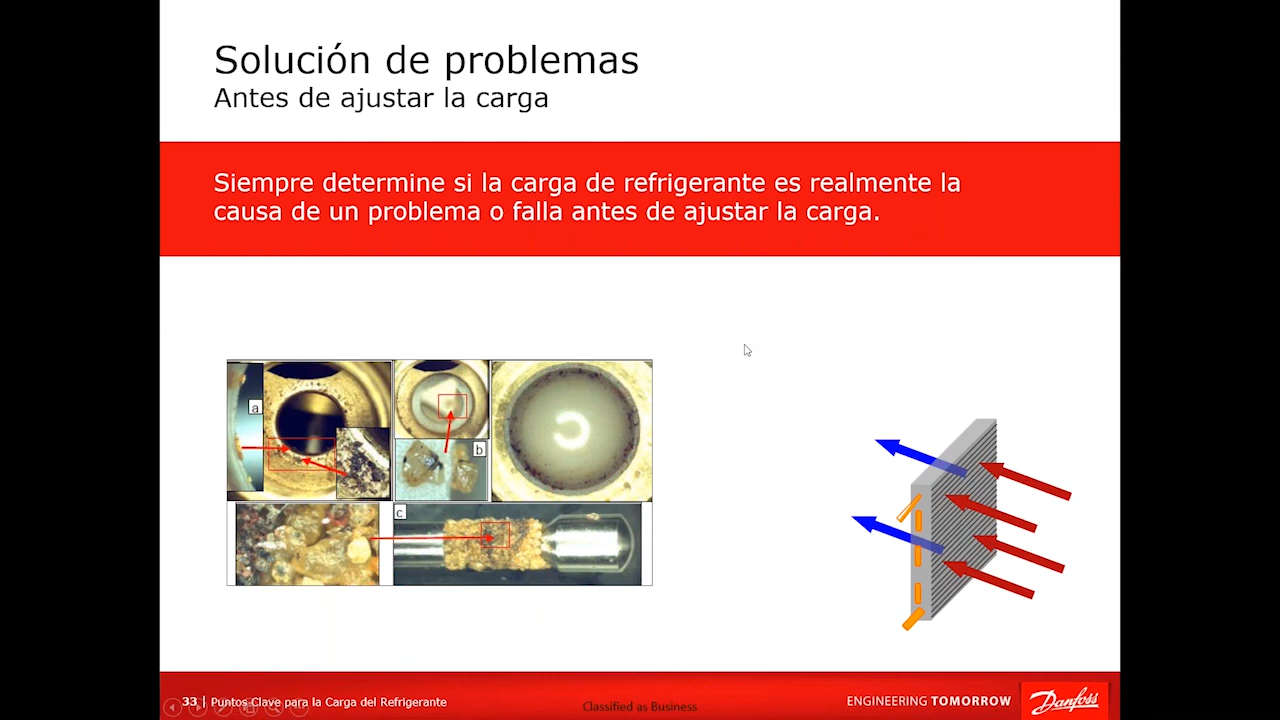 Solución de problemas
Antes de ajustar la carga
Siempre determine si la carga de refrigerante es realmente la
causa de un problema o falla antes de ajustar la carga.
a
b
c
33 | Puntos Clave para la Carga del Refrigerante
Classified as Business
ENGINEERING TOMORROW
Danfoss